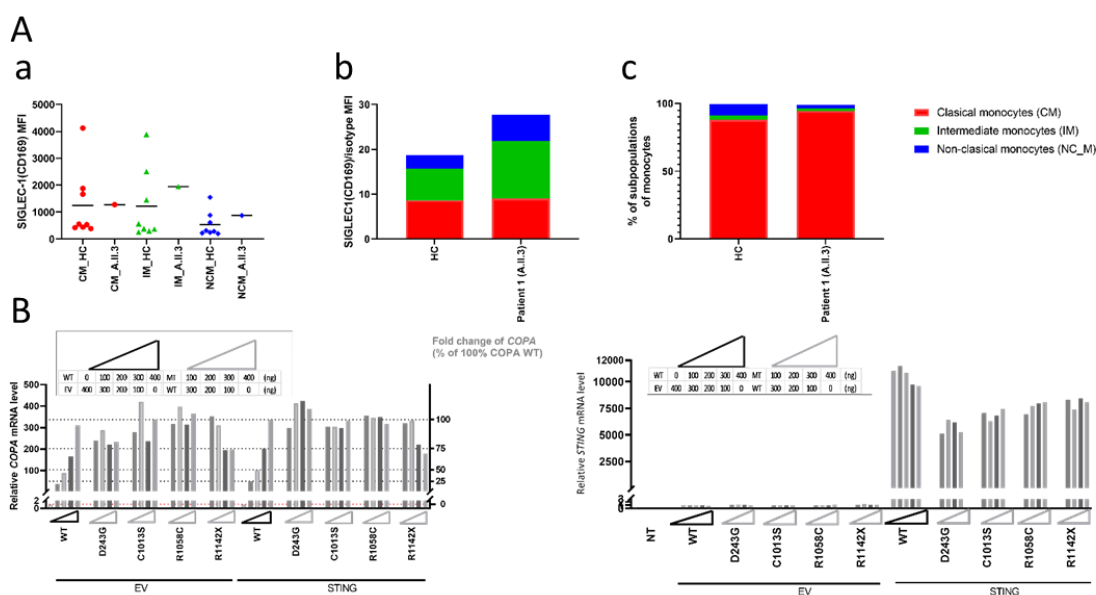 A
a
b
c
SIGLEC-1(CD169) MFI
5000
4000
3000
2000
1000
0
CM_HC
CM_A.II.3
IM_HC
IM_A.II.3
NCM_HC
NCM_A.II.3
SIGLEC1(CD169)/isotype MFI
30
20
10
0
HC
Patient 1 (A.II.3)
% of subpopulations
of monocytes
100
50
0
HC
Patient 1 (A.II.3)
Clasical monocytes (CM)
Intermediate monocytes (IM)
Non-clasical monocytes (NC_M)
B
WT 0 100 200 300 400 MT 100 200 300 400 (ng)
EV 400 300 200 100 0 WT 300 200 100 0 (ng)
Fold change of COPA
(% of 100% COPA WT)
Relative COPA mRNA level
500
400
300
200
100
2
0
100
75
50
25
0
WT
D243G
C1013S
R1058C
R1142X
WT
D243G
C1013S
R1058C
R1142X
EV
STING
WT 0 100 200 300 400 MT 100 200 300 400 (ng)
EV 400 300 200 100 0 WT 300 200 100 0 (ng)
Relative STING mRNA level
12000
10000
7500
5000
2500
2
0
NT
WT
D243G
C1013S
R1058C
R1142X
WT
D243G
C1013S
R1058C
R1142X
EV
STING